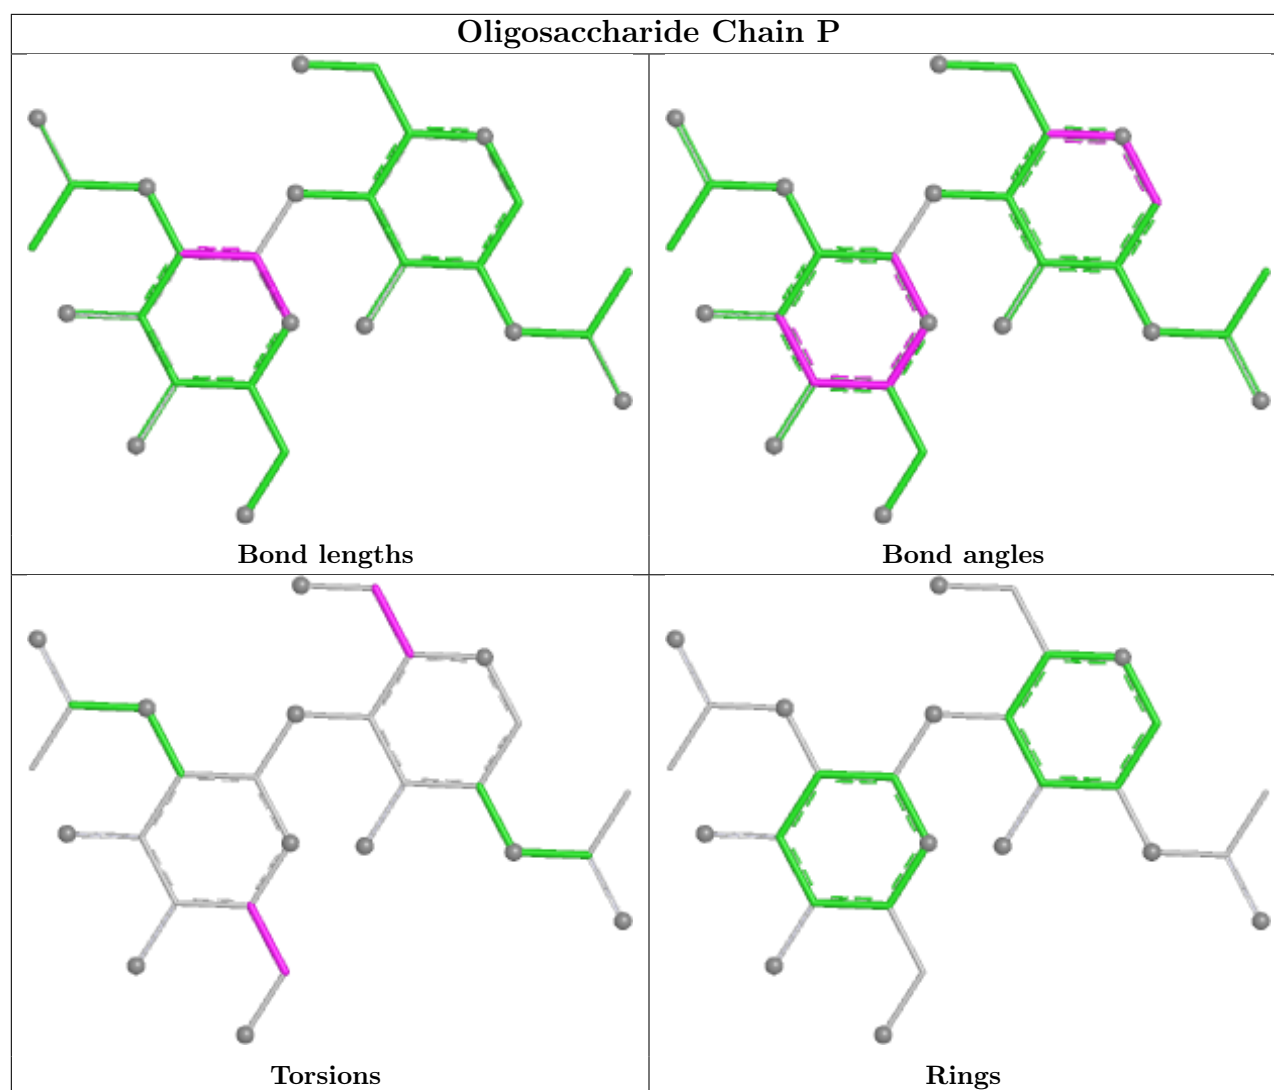 Oligosaccharide Chain P
Bond lengths
Bond angles
Torsions
Rings